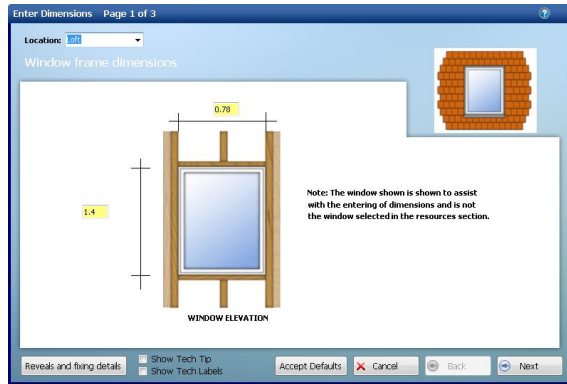 Enter Dimensions Page 1 of 3
?
Location: Loft
Window frame dimensions
0.78
1.4
Note: The window shown is shown to assist
with the entering of dimensions and is not
the window selected in the resources section.
WINDOW ELEVATION
Reveals and fixing details
Show Tech Tip
Show Tech Labels
Accept Defaults
Cancel
Back
Next